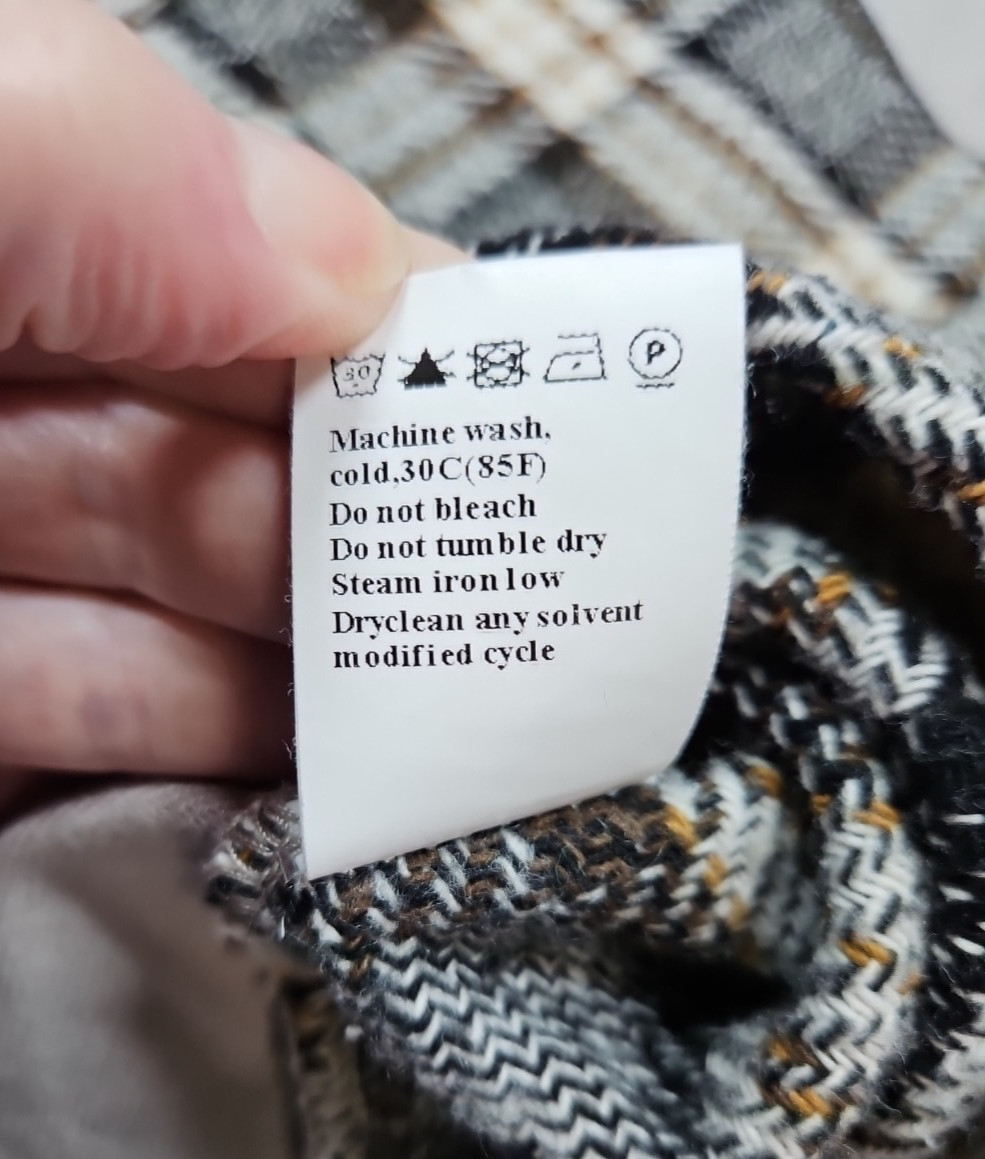 30 P
Machine wash,
cold,30C(85F)
Do not bleach
Do not tumble dry
Steam iron low
Dryclean any solvent
modified cycle